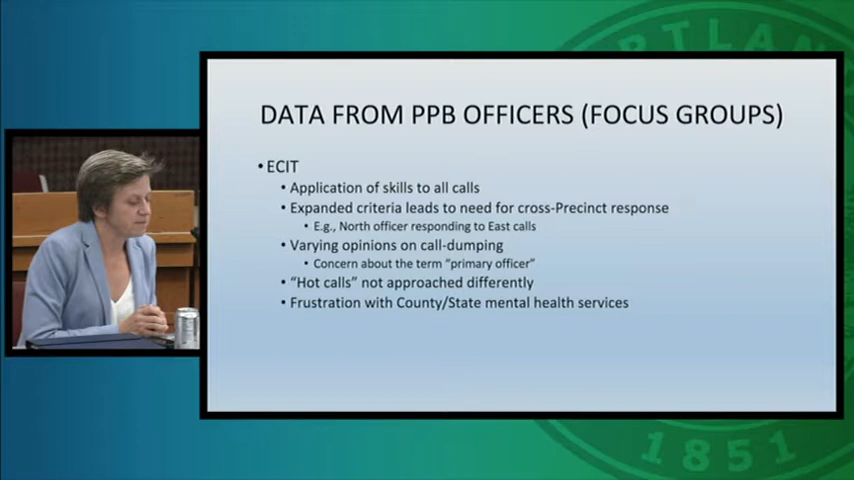 PORTLAND
DATA FROM PPB OFFICERS (FOCUS GROUPS)
•ECIT
• Application of skills to all calls
• Expanded criteria leads to need for cross-Precinct response
• E.g., North officer responding to East calls
• Varying opinions on call-dumping
• Concern about the term "primary officer"
• "Hot calls" not approached differently
• Frustration with County/State mental health services
1851